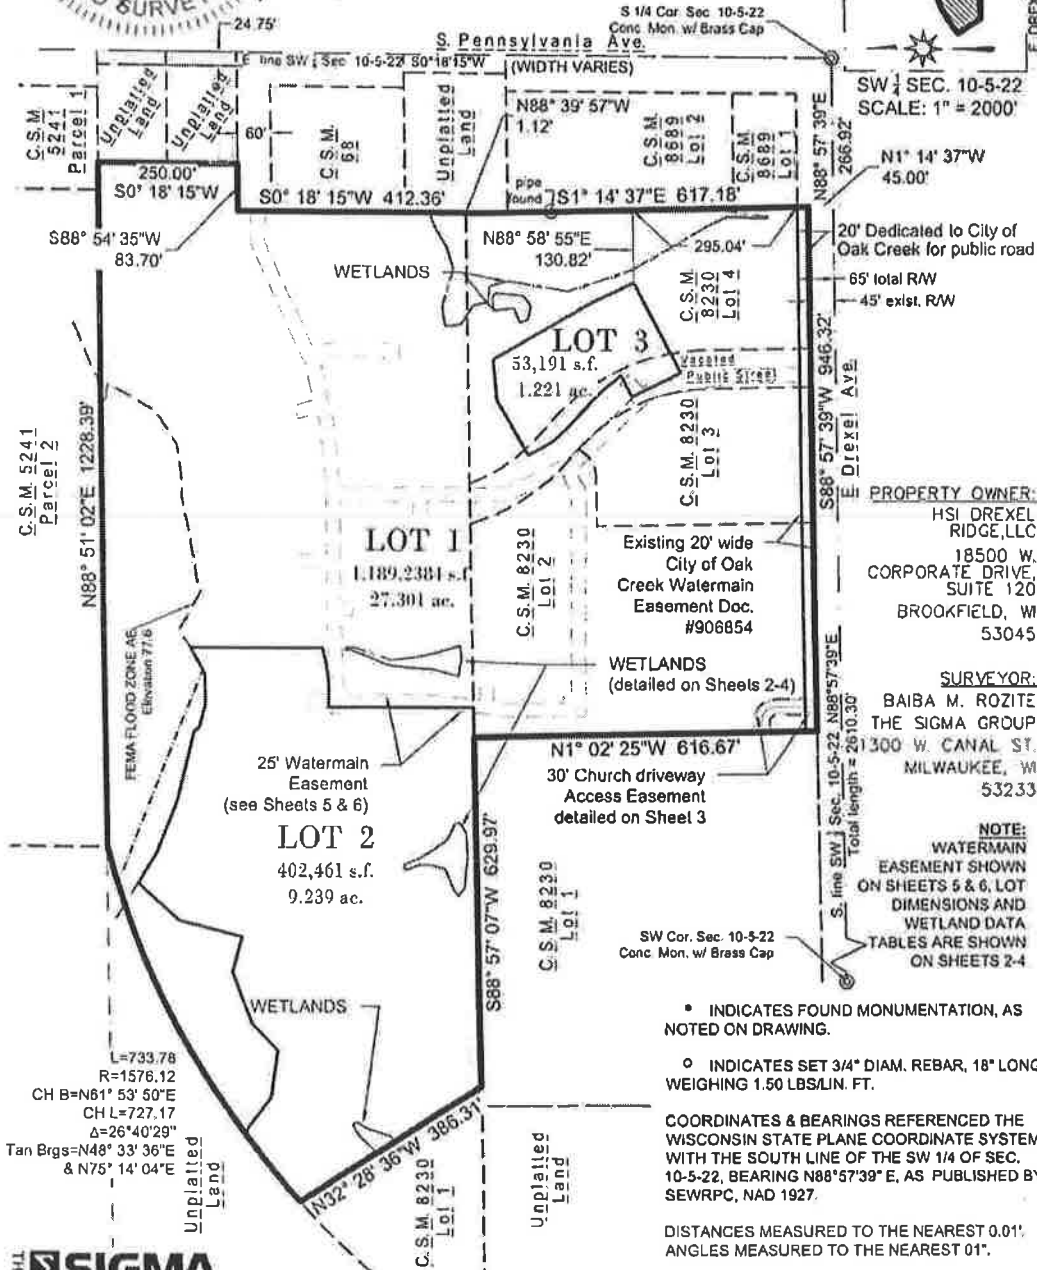 SURVE
24.75'
S 1/4 Cor. Sec 10-5-22
Conc. Mon. w/ Brass Cap
S. Pennsylvania Ave.
E line SW ¼ Sec 10-5-22 S0°18'15"W
(WIDTH VARIES)
SW ¼ SEC. 10-5-22
SCALE: 1" = 2000'
C.S.M.
5241
Parcel 1
Unplatted
Land
Unplatted
Land
60'
C.S.M.
68
Unplatted
Land
N88° 39' 57"W
1.12'
C.S.M.
8689
Lot 2
C.S.M.
8689
Lot 1
N88° 57' 39"E
266.92'
N1° 14' 37"W
45.00'
250.00'
S0° 18' 15"W
S0° 18' 15"W 412.36'
pipe
found
S1° 14' 37"E 617.18'
S88° 54' 35"W
83.70'
N88° 58' 55"E
130.82'
295.04'
20' Dedicated to City of
Oak Creek for public road
65' total R/W
45' exist. R/W
WETLANDS
C.S.M.
8230
Lot 4
LOT 3
53,191 s.f.
1.221 ac.
Vacated
Public Street
S88° 57' 39"W 946.32'
E Drexel Ave.
C.S.M. 5241
Parcel 2
N88° 51' 02"E 1228.39'
C.S.M. 8230
Lot 3
LOT 1
1,189,2384 s.f
27.301 ac.
C.S.M. 8230
Lot 2
Existing 20' wide
City of Oak
Creek Watermain
Easement Doc.
#906854
PROPERTY OWNER:
HSI DREXEL
RIDGE,LLC
18500 W.
CORPORATE DRIVE,
SUITE 120
BROOKFIELD, WI
53045
FEMA FLOOD ZONE AE
Elevation 77.6
WETLANDS
(detailed on Sheets 2-4)
SURVEYOR:
BAIBA M. ROZITE
THE SIGMA GROUP
1300 W. CANAL ST.
MILWAUKEE, WI
53233
N1° 02' 25"W 616.67'
25' Watermain
Easement
(see Sheets 5 & 6)
30' Church driveway
Access Easement
detailed on Sheet 3
S. line SW ¼ Sec. 10-5-22 N88°57'39"E
Total length = 2610.30'
LOT 2
402,461 s.f.
9.239 ac.
S88° 57' 07"W 629.97'
C.S.M. 8230
Lot 1
NOTE:
WATERMAIN
EASEMENT SHOWN
ON SHEETS 5 & 6, LOT
DIMENSIONS AND
WETLAND DATA
TABLES ARE SHOWN
ON SHEETS 2-4
SW Cor. Sec. 10-5-22
Conc. Mon. w/ Brass Cap
WETLANDS
• INDICATES FOUND MONUMENTATION, AS
NOTED ON DRAWING.
o INDICATES SET 3/4" DIAM. REBAR, 18" LONG
WEIGHING 1.50 LBS/LIN. FT.
L=733.78
R=1576.12
CH B=N61° 53' 50"E
CH L=727.17
Δ=26°40'29"
Tan Brgs=N48° 33' 36"E
& N75° 14' 04"E
Unplatted
Land
N32° 28' 36"W 386.31'
C.S.M. 8230
Lot 1
Unplatted
Land
COORDINATES & BEARINGS REFERENCED THE
WISCONSIN STATE PLANE COORDINATE SYSTEM
WITH THE SOUTH LINE OF THE SW 1/4 OF SEC.
10-5-22, BEARING N88°57'39" E, AS PUBLISHED BY
SEWRPC, NAD 1927.
DISTANCES MEASURED TO THE NEAREST 0.01'.
ANGLES MEASURED TO THE NEAREST 01".
SIGMA